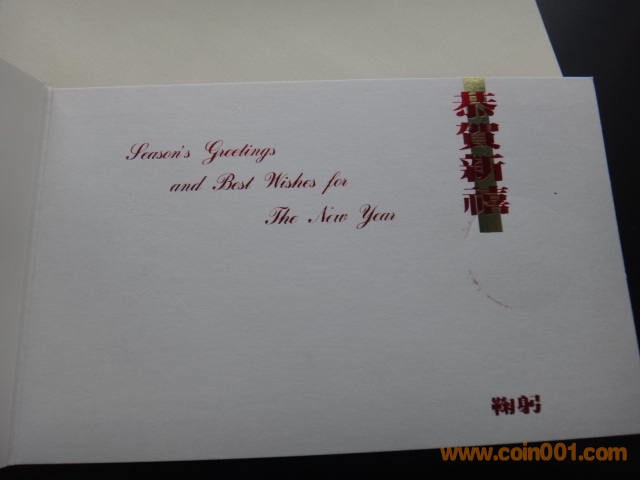 Season's Greetings
and Best Wishes for
The New Year
恭賀新禧
鞠躬
www.coin001.com